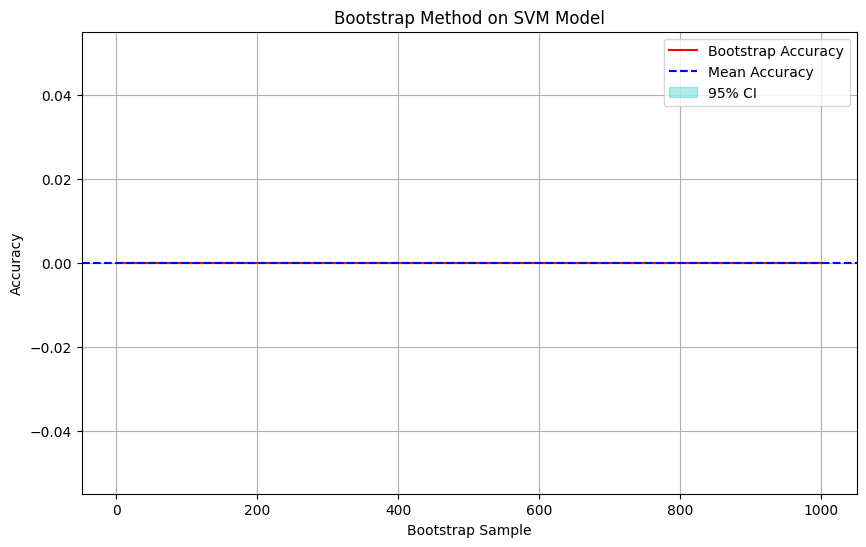 Bootstrap Method on SVM Model
Bootstrap Accuracy
Mean Accuracy
95% CI
0.04
0.02
0.00
−0.02
−0.04
Accuracy
0
200
400
600
800
1000
Bootstrap Sample